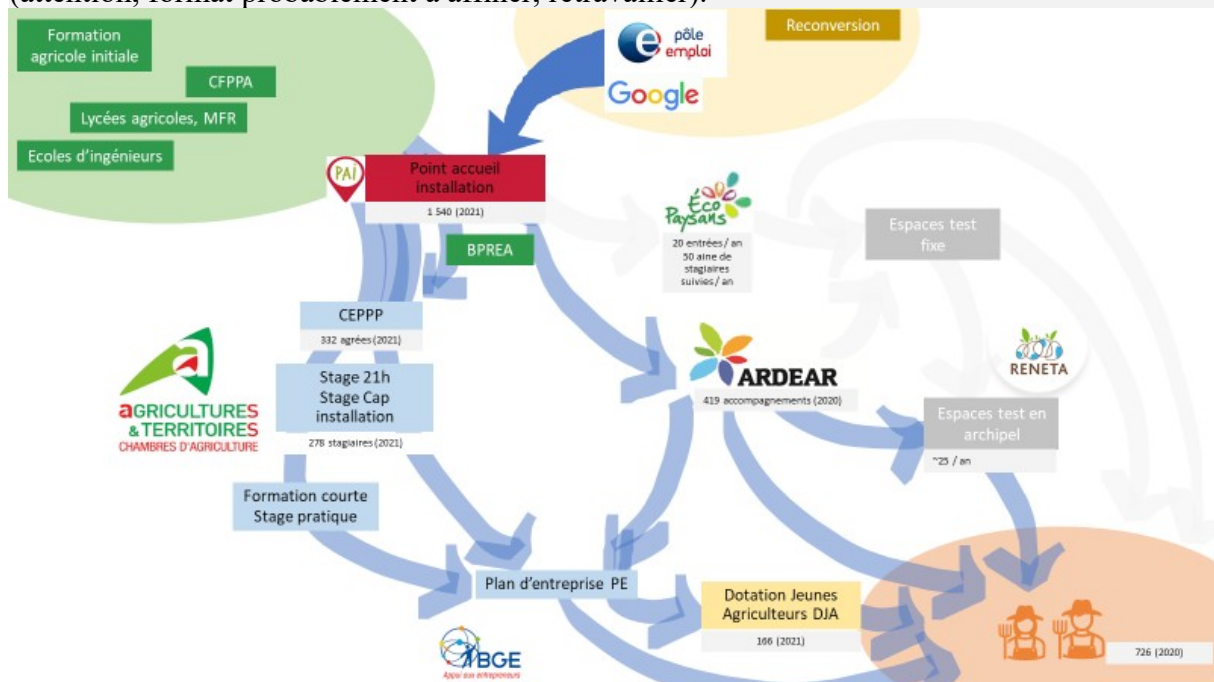 (attention, format probablement à affiner, retravailler).
Formation
agricole initiale
CFPPA
Lycées agricoles, MFR
Ecoles d'ingénieurs
pôle
emploi
Google
Reconversion
PAI
Point accueil
installation
1 540 (2021)
BPREA
Éco
Paysans
20 entrées / an
50 aine de
stagiaires
suivies / an
Espaces test
fixe
CEPPP
332 agrées (2021)
Stage 21h
Stage Cap
installation
278 stagiaires (2021)
aGRICULTURES
& TERRITOIRES
CHAMBRES D'AGRICULTURE
ARDEAR
419 accompagnements (2020)
RENETA
Espaces test en
archipel
~25 / an
Formation courte
Stage pratique
Plan d'entreprise PE
Dotation Jeunes
Agriculteurs DJA
166 (2021)
BGE
Appui aux entrepreneurs
726 (2020)